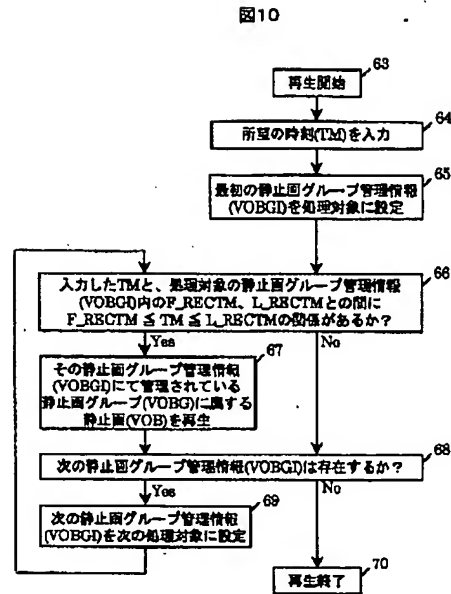 図10
63
再生開始
64
所望の時刻(TM)を入力
65
最初の静止画グループ管理情報
(VOBGI)を処理対象に設定
66
入力したTMと、処理対象の静止画グループ管理情報
(VOBGI)内のF_RECTM、L_RECTMとの間に
F_RECTM ≦ TM ≦ L_RECTMの関係があるか?
Yes
No
67
その静止画グループ管理情報
(VOBGI)にて管理されている
静止画グループ(VOBG)に属する
静止画(VOB)を再生
68
次の静止画グループ管理情報(VOBGI)は存在するか?
Yes
No
69
次の静止画グループ管理情報
(VOBGI)を次の処理対象に設定
70
再生終了